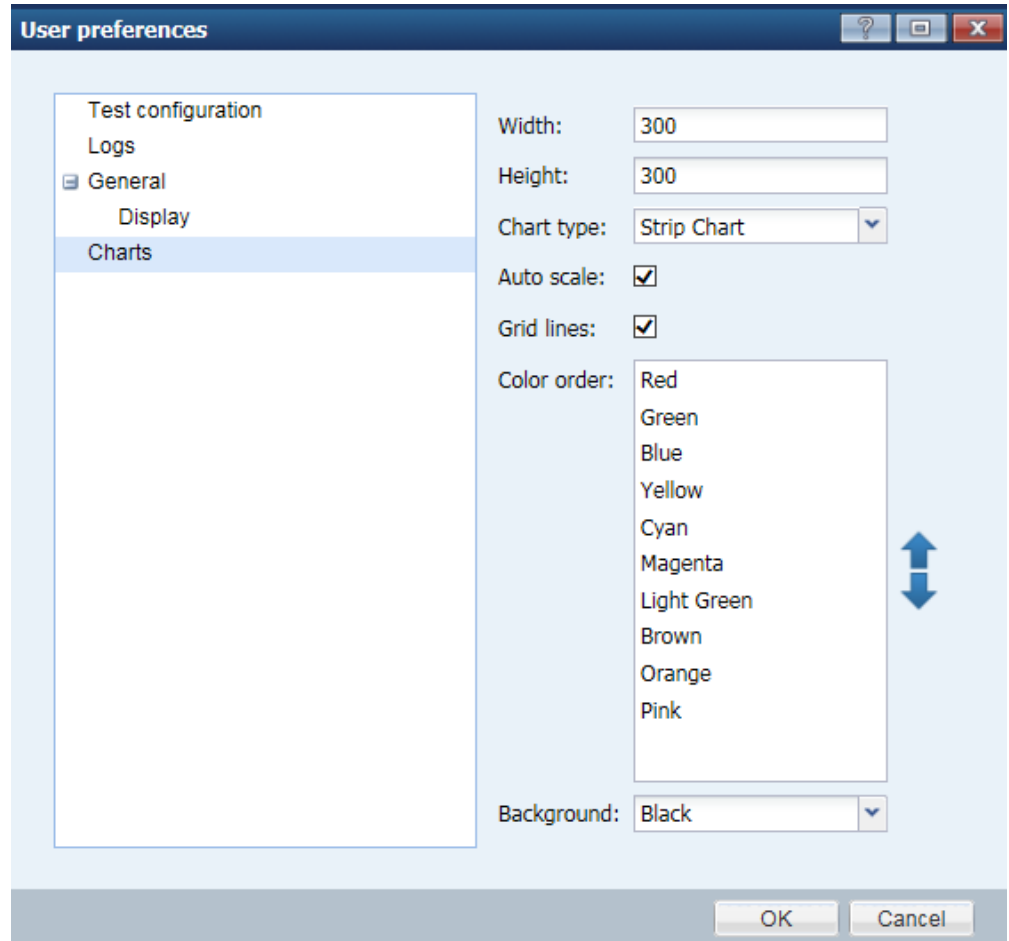 User preferences
?
Test configuration
Logs
General
Display
Charts
Width: 300
Height: 300
Chart type: Strip Chart
Auto scale:
Grid lines:
Color order:
Red
Green
Blue
Yellow
Cyan
Magenta
Light Green
Brown
Orange
Pink
Background: Black
OK Cancel